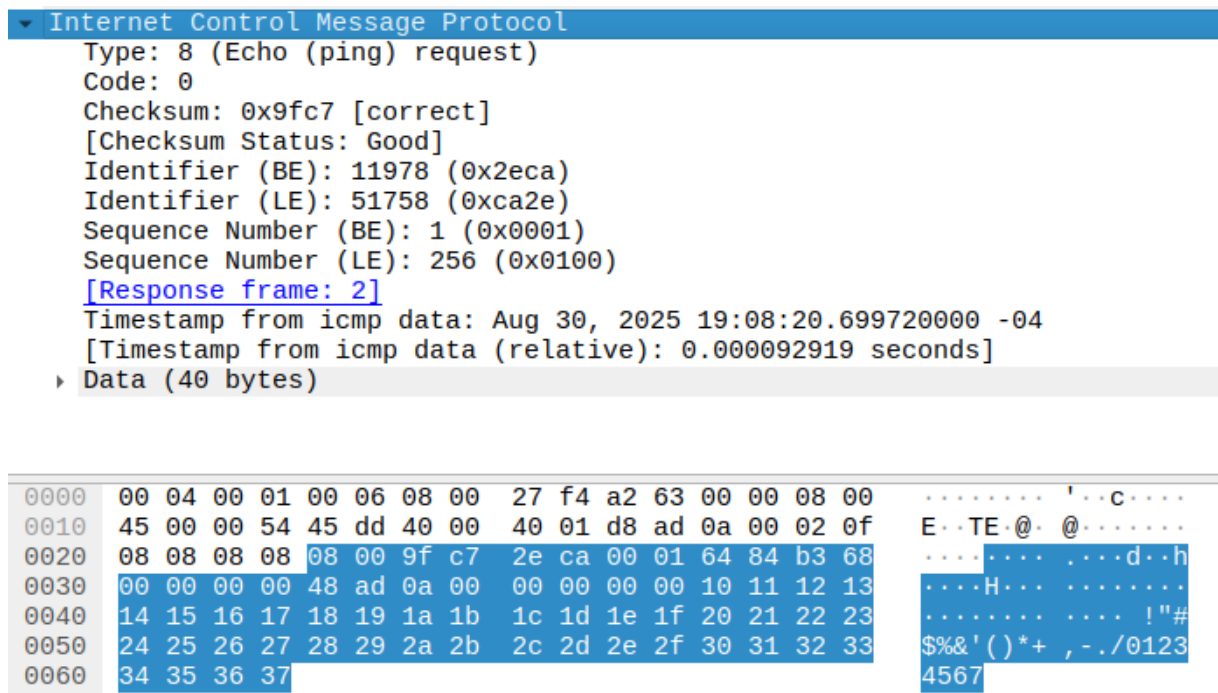 Internet Control Message Protocol
Type: 8 (Echo (ping) request)
Code: 0
Checksum: 0x9fc7 [correct]
[Checksum Status: Good]
Identifier (BE): 11978 (0x2eca)
Identifier (LE): 51758 (0xca2e)
Sequence Number (BE): 1 (0x0001)
Sequence Number (LE): 256 (0x0100)
[Response frame: 2]
Timestamp from icmp data: Aug 30, 2025 19:08:20.699720000 -04
[Timestamp from icmp data (relative): 0.000092919 seconds]
Data (40 bytes)
0000 00 04 00 01 00 06 08 00 27 f4 a2 63 00 00 08 00 ········ '··c····
0010 45 00 00 54 45 dd 40 00 40 01 d8 ad 0a 00 02 0f E··TE·@· @·······
0020 08 08 08 08 08 00 9f c7 2e ca 00 01 64 84 b3 68 ········ .···d··h
0030 00 00 00 00 48 ad 0a 00 00 00 00 00 10 11 12 13 ····H··· ········
0040 14 15 16 17 18 19 1a 1b 1c 1d 1e 1f 20 21 22 23 ········ ···· !"#
0050 24 25 26 27 28 29 2a 2b 2c 2d 2e 2f 30 31 32 33 $%&'()*+ ,-./0123
0060 34 35 36 37 4567